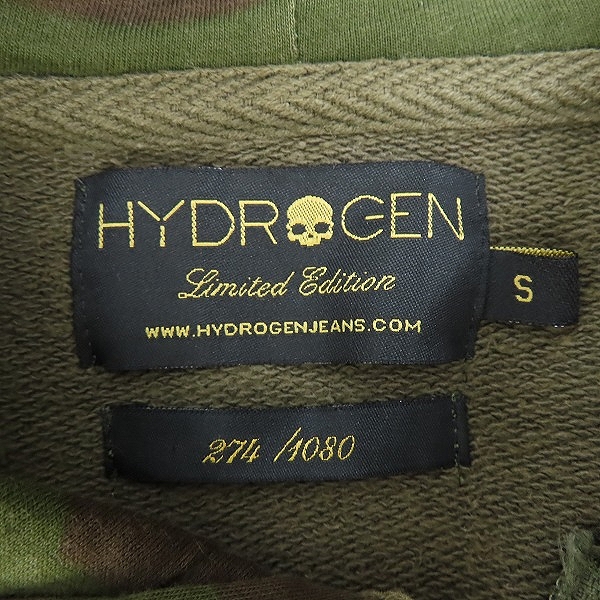 HYDROGEN
Limited Edition
WWW.HYDROGENJEANS.COM
S
274 /1080